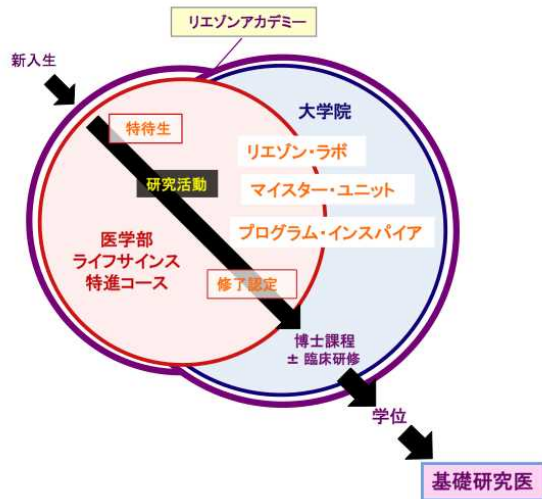 リエゾンアカデミー
新入生
特待生
大学院
リエゾン・ラボ
研究活動
マイスター・ユニット
プログラム・インスパイア
医学部
ライフサインス
特進コース
修了認定
博士課程
± 臨床研修
学位
基礎研究医